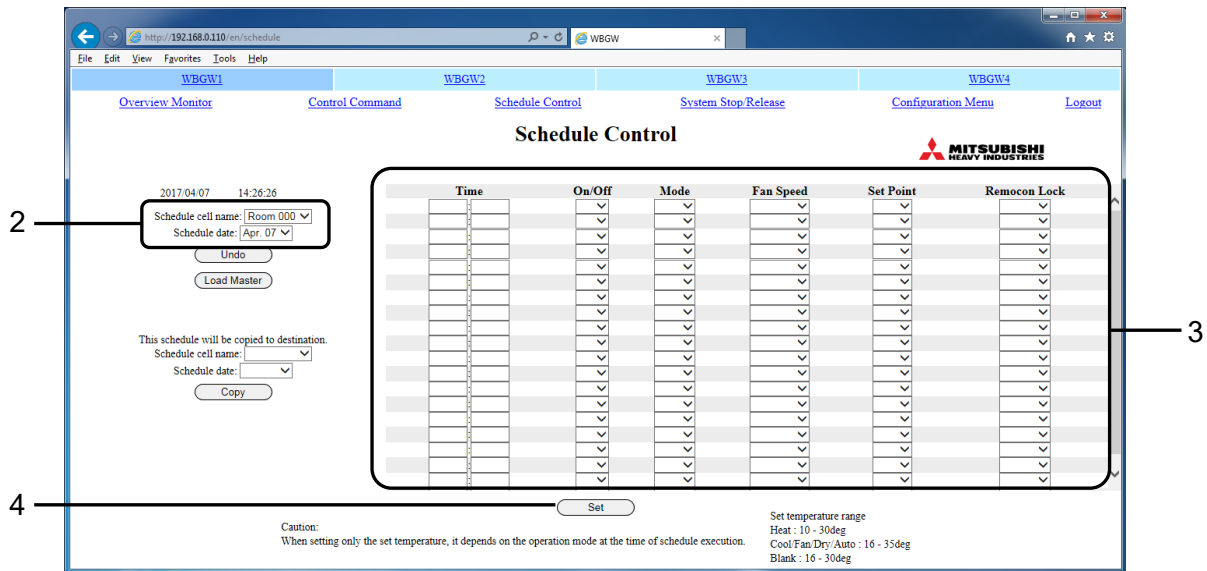 http://192.168.0.110/en/schedule WBGW
File Edit View Favorites Tools Help
WBGW1 WBGW2 WBGW3 WBGW4
Overview Monitor Control Command Schedule Control System Stop/Release Configuration Menu Logout
Schedule Control
MITSUBISHI
HEAVY INDUSTRIES
2017/04/07 14:26:26
Time On/Off Mode Fan Speed Set Point Remocon Lock
2
Schedule cell name: Room 000
Schedule date: Apr. 07
Undo
Load Master
3
This schedule will be copied to destination.
Schedule cell name:
Schedule date:
Copy
4
Set
Caution:
When setting only the set temperature, it depends on the operation mode at the time of schedule execution.
Set temperature range
Heat : 10 - 30deg
Cool/Fan/Dry/Auto : 16 - 35deg
Blank : 16 - 30deg